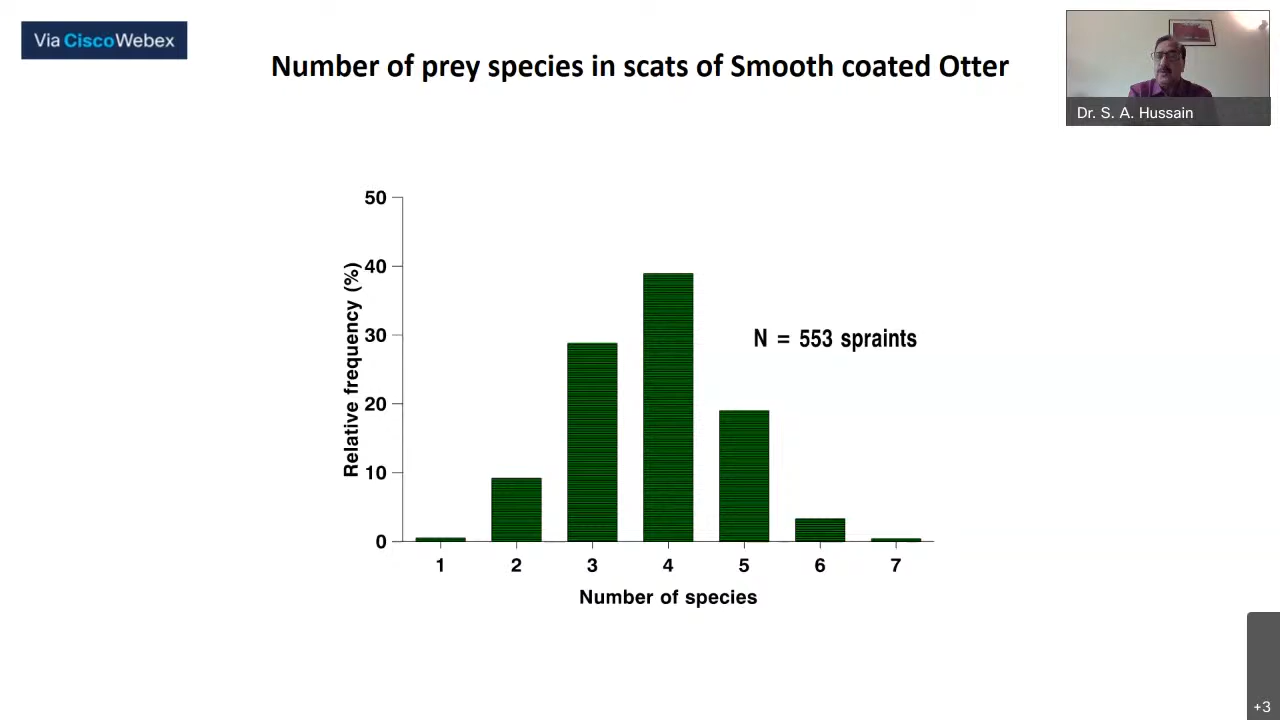 Via CiscoWebex
Number of prey species in scats of Smooth coated Otter
Dr. S. A. Hussain
50
40
30
20
10
0
Relative frequency (%)
N = 553 spraints
1 2 3 4 5 6 7
Number of species
+3